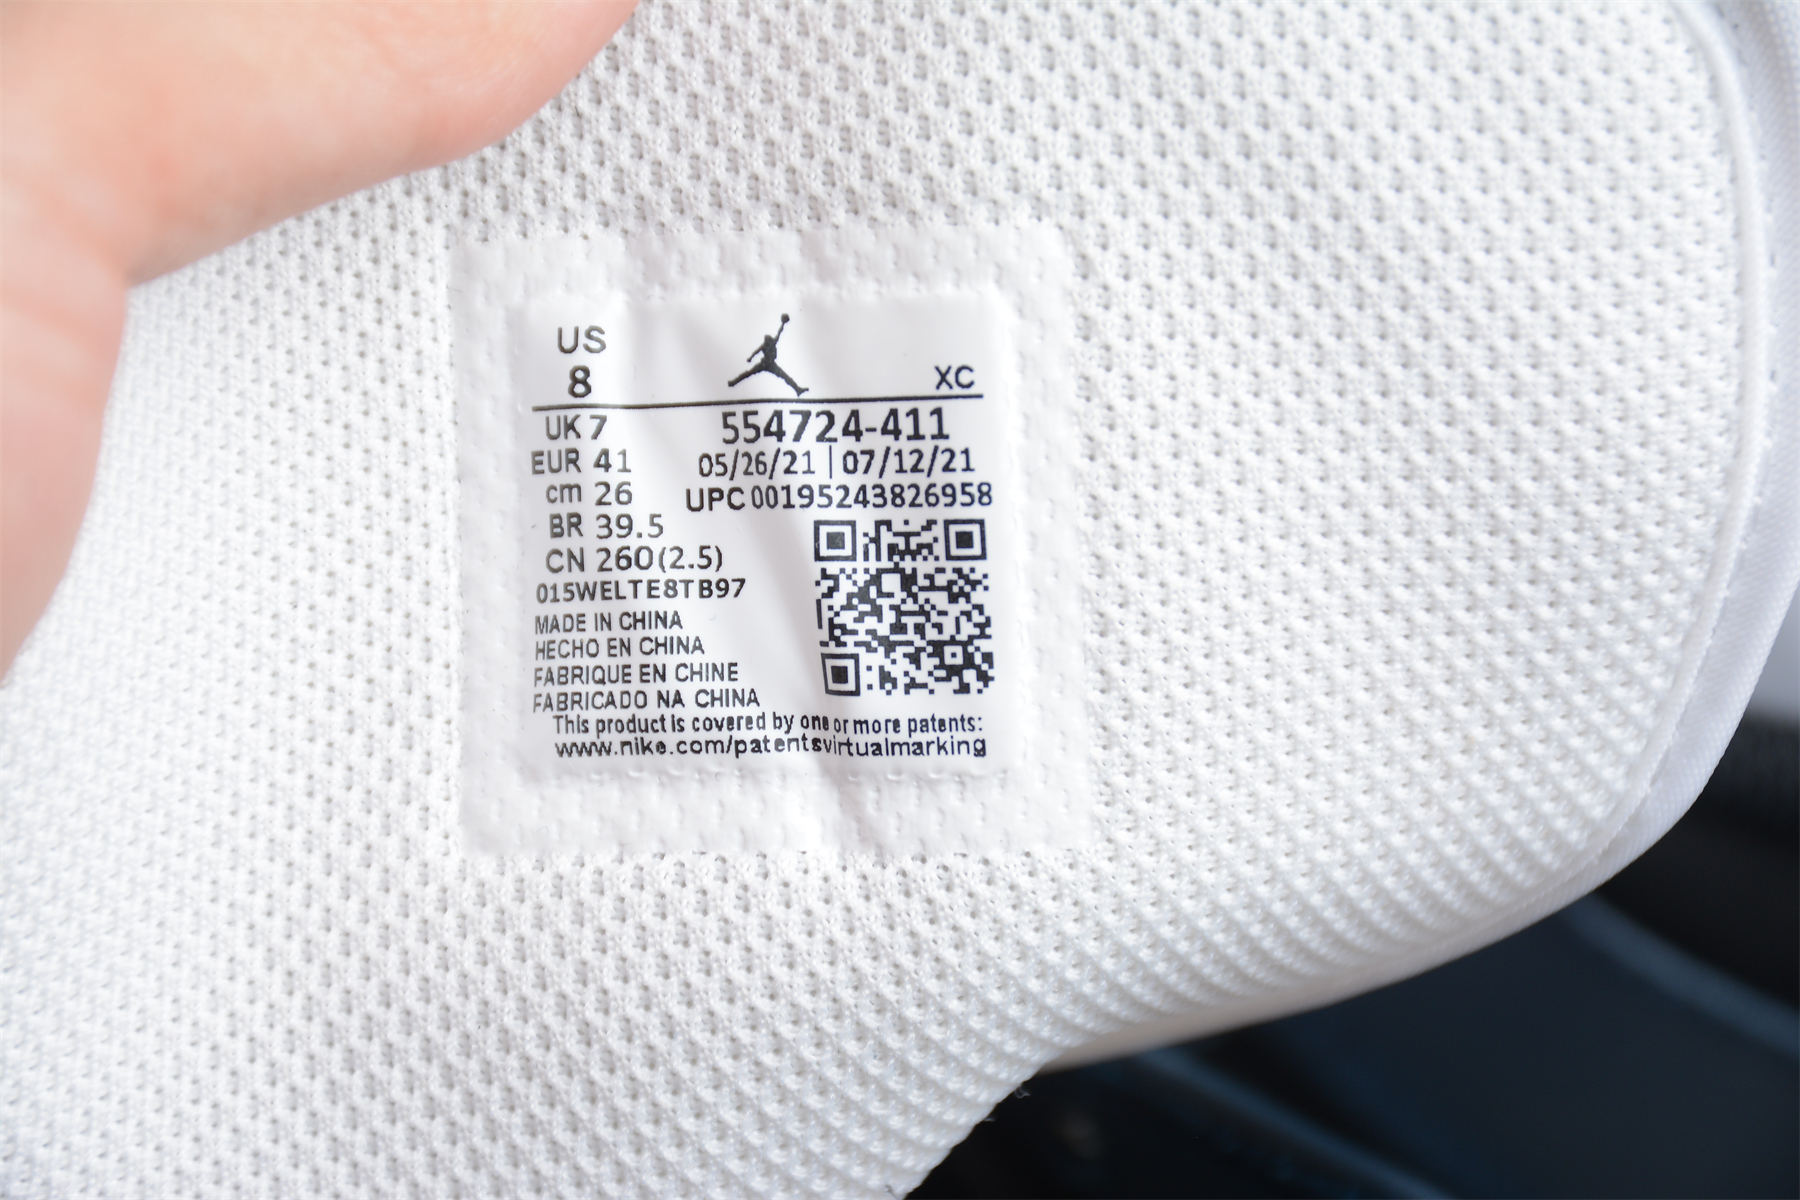 US
8
XC
UK 7
554724-411
EUR 41
05/26/21 | 07/12/21
cm 26
UPC 00195243826958
BR 39.5
CN 260(2.5)
015WELTE8TB97
MADE IN CHINA
HECHO EN CHINA
FABRIQUE EN CHINE
FABRICADO NA CHINA
This product is covered by one or more patents:
www.nike.com/patentsvirtualmarking